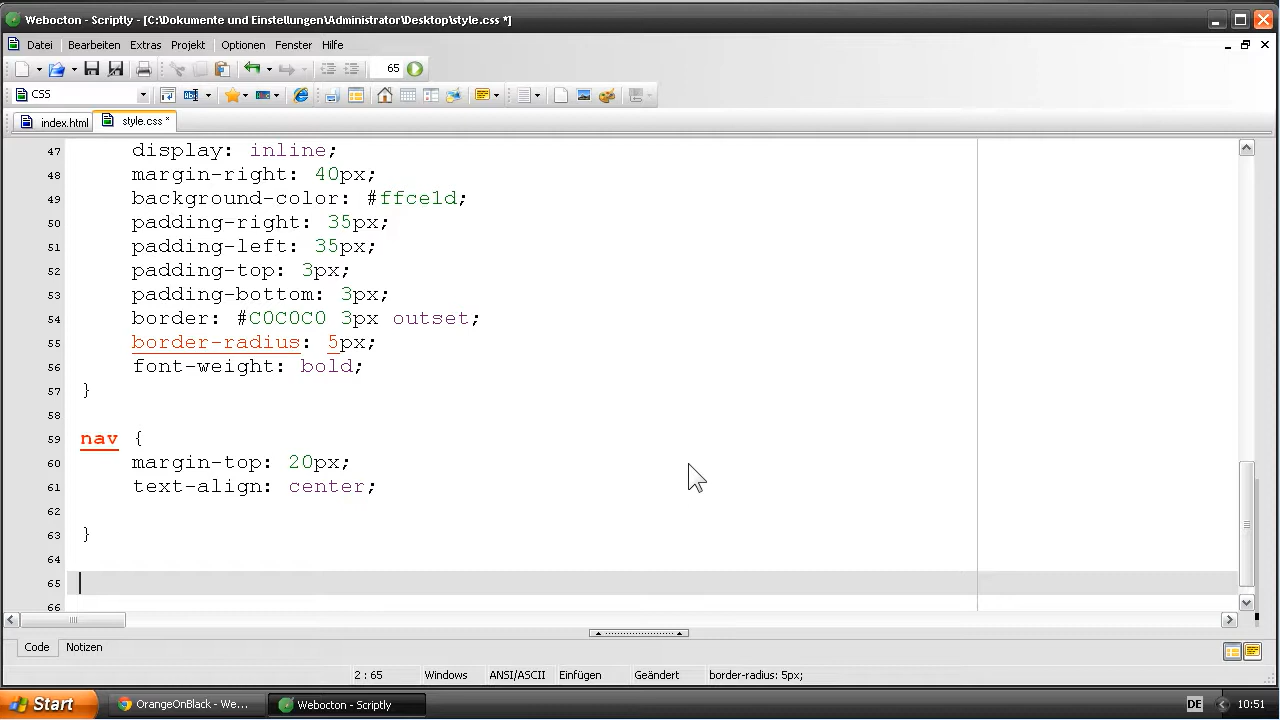 Webocton - Scriptly - [C:\Dokumente und Einstellungen\Administrator\Desktop\style.css *]
Datei Bearbeiten Extras Projekt Optionen Fenster Hilfe
65
CSS
index.html style.css *
47 display: inline;
48 margin-right: 40px;
49 background-color: #ffce1d;
50 padding-right: 35px;
51 padding-left: 35px;
52 padding-top: 3px;
53 padding-bottom: 3px;
54 border: #C0C0C0 3px outset;
55 border-radius: 5px;
56 font-weight: bold;
57 }
58
59 nav {
60 margin-top: 20px;
61 text-align: center;
62
63 }
64
65
66
Code Notizen
2 : 65 Windows ANSI/ASCII Einfügen Geändert border-radius: 5px;
Start OrangeOnBlack - We... Webocton - Scriptly DE 10:51